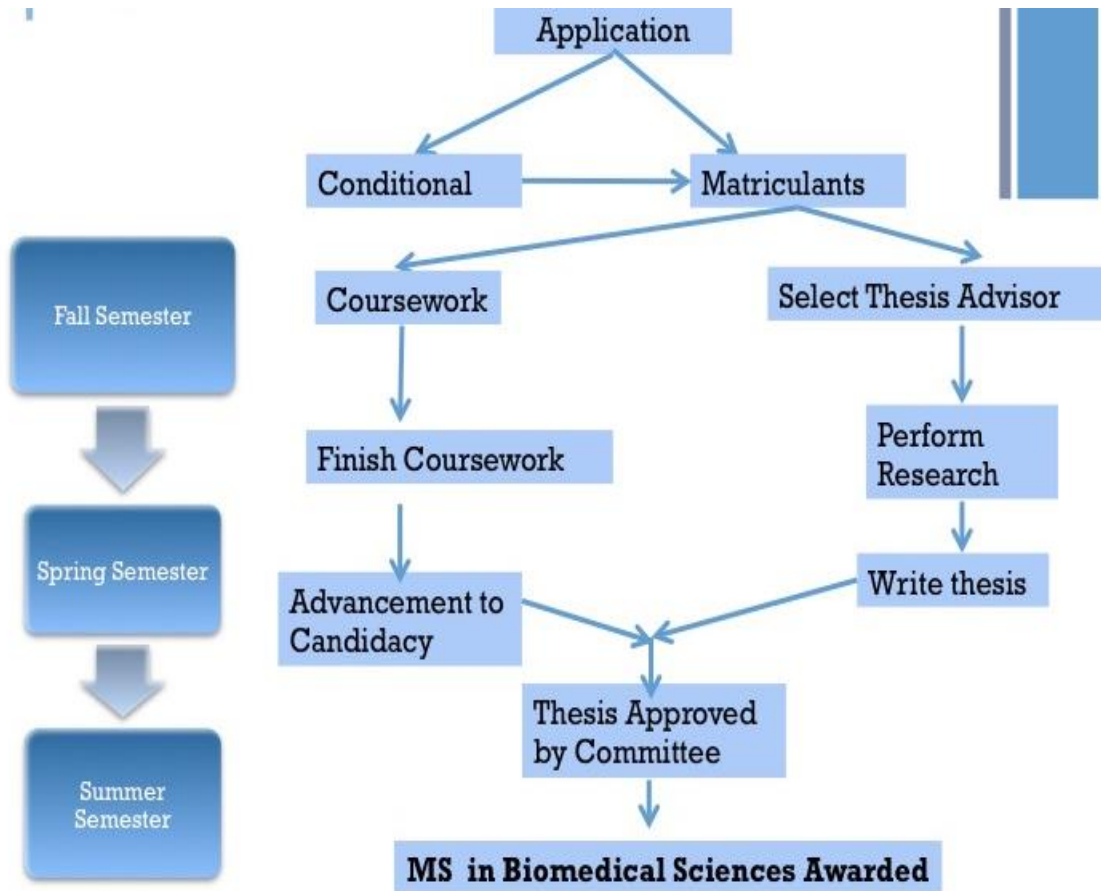 Application
Conditional
Matriculants
Fall Semester
Coursework
Select Thesis Advisor
Finish Coursework
Perform
Research
Spring Semester
Advancement to
Candidacy
Write thesis
Thesis Approved
by Committee
Summer
Semester
MS in Biomedical Sciences Awarded